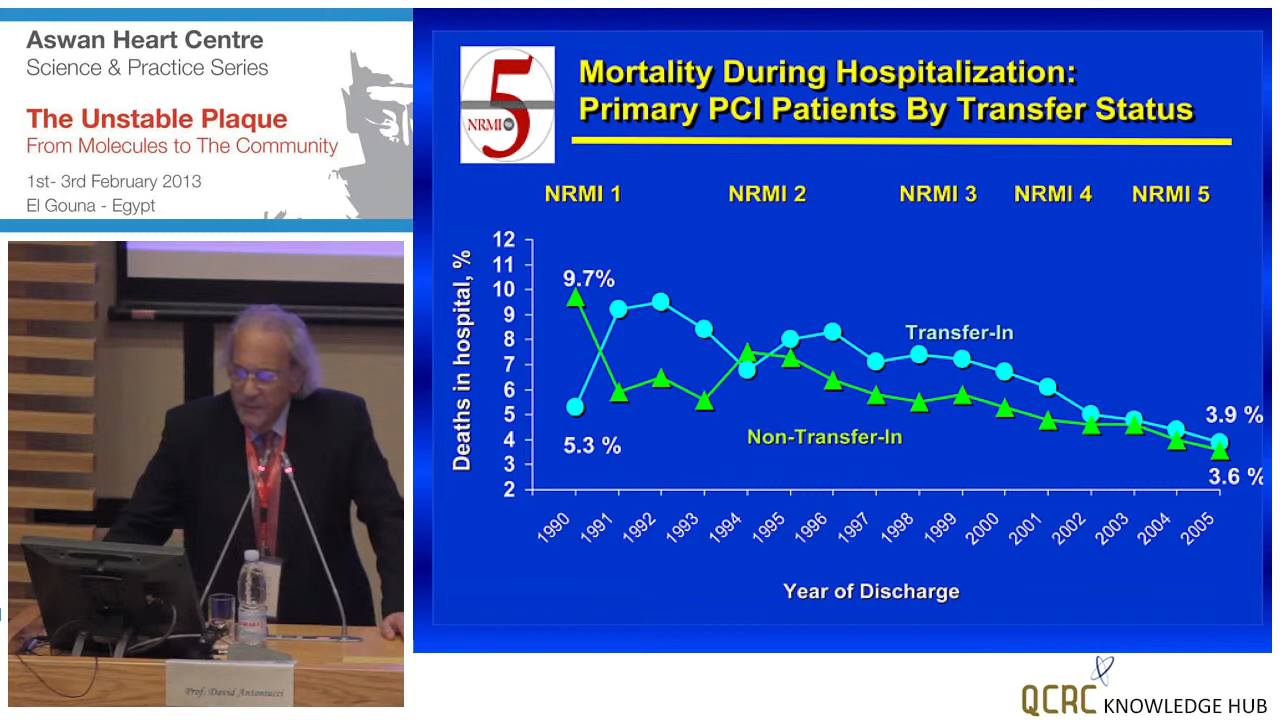 Aswan Heart Centre
Science & Practice Series
The Unstable Plaque
From Molecules to The Community
1st- 3rd February 2013
El Gouna - Egypt
Prof. David Antoniucci
5
NRMI
Mortality During Hospitalization:
Primary PCI Patients By Transfer Status
NRMI 1 NRMI 2 NRMI 3 NRMI 4 NRMI 5
Deaths in hospital, %
12
11
10
9
8
7
6
5
4
3
2
9.7%
5.3 %
Transfer-In
Non-Transfer-In
3.9 %
3.6 %
1990 1991 1992 1993 1994 1995 1996 1997 1998 1999 2000 2001 2002 2003 2004 2005
Year of Discharge
QCRC KNOWLEDGE HUB